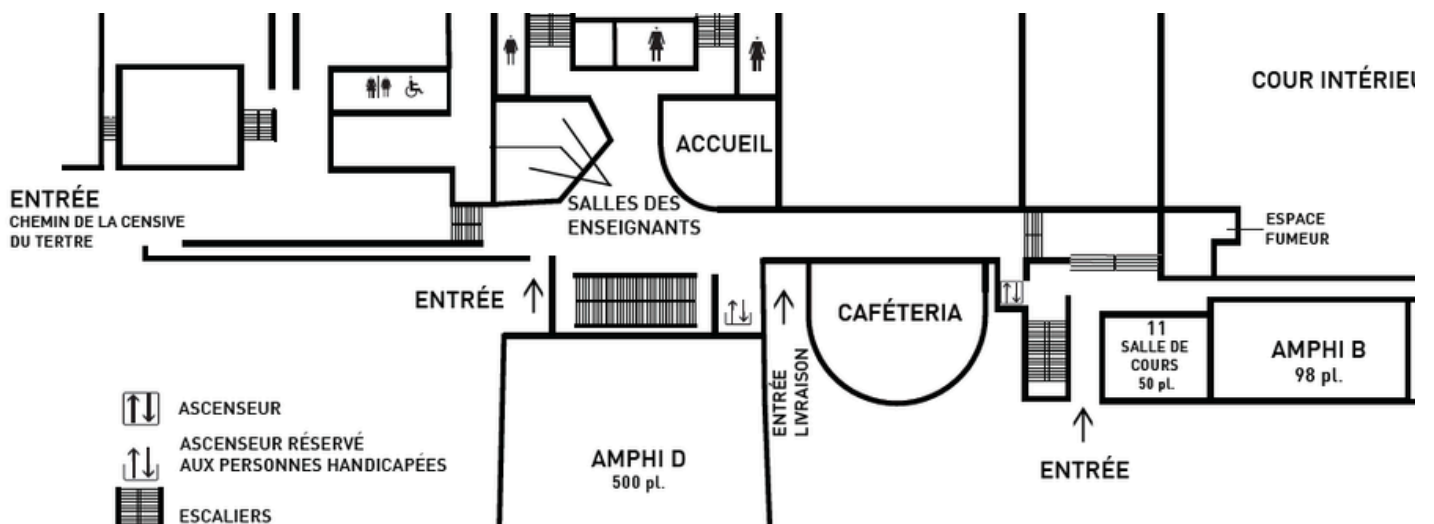 COUR INTÉRIEU
ACCUEIL
ENTRÉE
CHEMIN DE LA CENSIVE
DU TERTRE
SALLES DES
ENSEIGNANTS
ESPACE
FUMEUR
ENTRÉE
ENTRÉE
LIVRAISON
CAFÉTERIA
11
SALLE DE
COURS
50 pl.
AMPHI B
98 pl.
AMPHI D
500 pl.
ENTRÉE
ASCENSEUR
ASCENSEUR RÉSERVÉ
AUX PERSONNES HANDICAPÉES
ESCALIERS